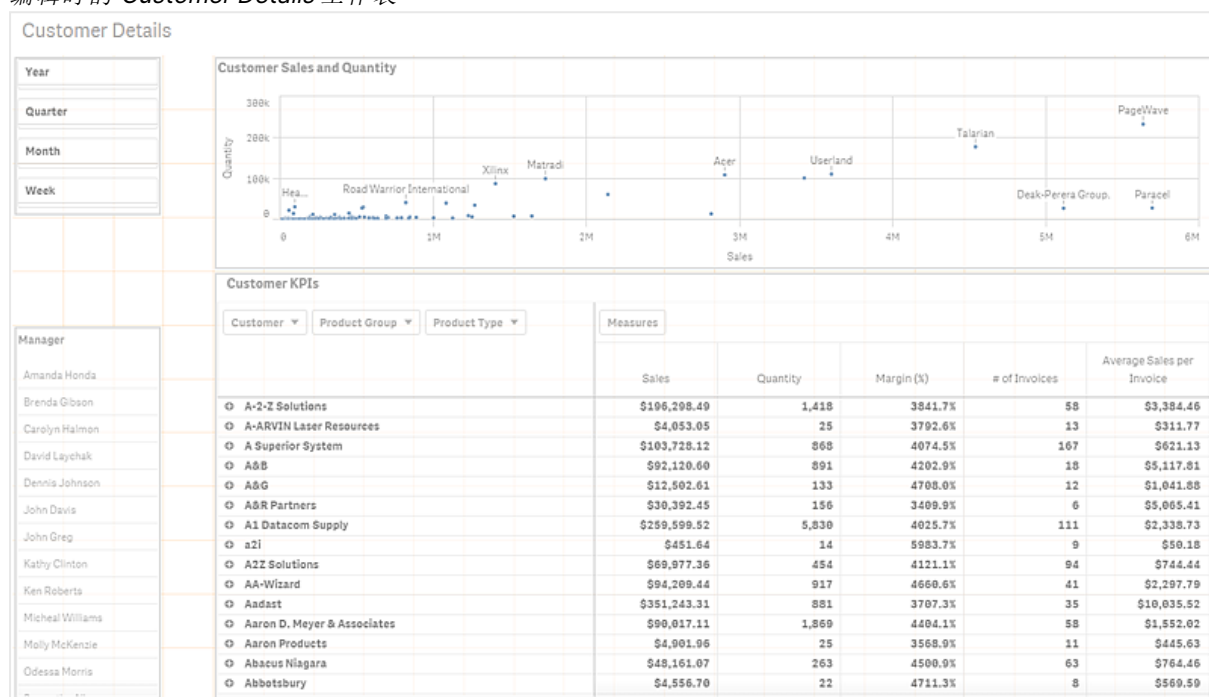 编辑时的 Customer Details 工作表
Customer Details
Year
Quarter
Month
Week
Customer Sales and Quantity
300k
200k
100k
0
Quantity
PageWave
Talarian
Acer
Userland
Xilinx
Matradi
Hea...
Road Warrior International
Deak-Perera Group.
Paracel
0
1M
2M
3M
4M
5M
6M
Sales
Customer KPIs
Customer
Product Group
Product Type
Measures
Sales
Quantity
Margin (%)
# of Invoices
Average Sales per
Invoice
A-2-Z Solutions $196,298.49 1,418 3841.7% 58 $3,384.46
A-ARVIN Laser Resources $4,053.05 25 3792.6% 13 $311.77
A Superior System $103,728.12 868 4074.5% 167 $621.13
A&B $92,120.60 891 4202.9% 18 $5,117.81
A&G $12,502.61 133 4708.0% 12 $1,041.88
A&R Partners $30,392.45 156 3409.9% 6 $5,065.41
A1 Datacom Supply $259,599.52 5,830 4025.7% 111 $2,338.73
a2i $451.64 14 5983.7% 9 $50.18
A2Z Solutions $69,977.36 454 4121.1% 94 $744.44
AA-Wizard $94,209.44 917 4660.6% 41 $2,297.79
Aadast $351,243.31 881 3707.3% 35 $10,035.52
Aaron D. Meyer & Associates $90,017.11 1,869 4404.1% 58 $1,552.02
Aaron Products $4,901.96 25 3568.9% 11 $445.63
Abacus Niagara $48,161.07 263 4500.9% 63 $764.46
Abbotsbury $4,556.70 22 4711.3% 8 $569.59
Manager
Amanda Honda
Brenda Gibson
Carolyn Halmon
David Laychak
Dennis Johnson
John Davis
John Greg
Kathy Clinton
Ken Roberts
Micheal Williams
Molly McKenzie
Odessa Morris